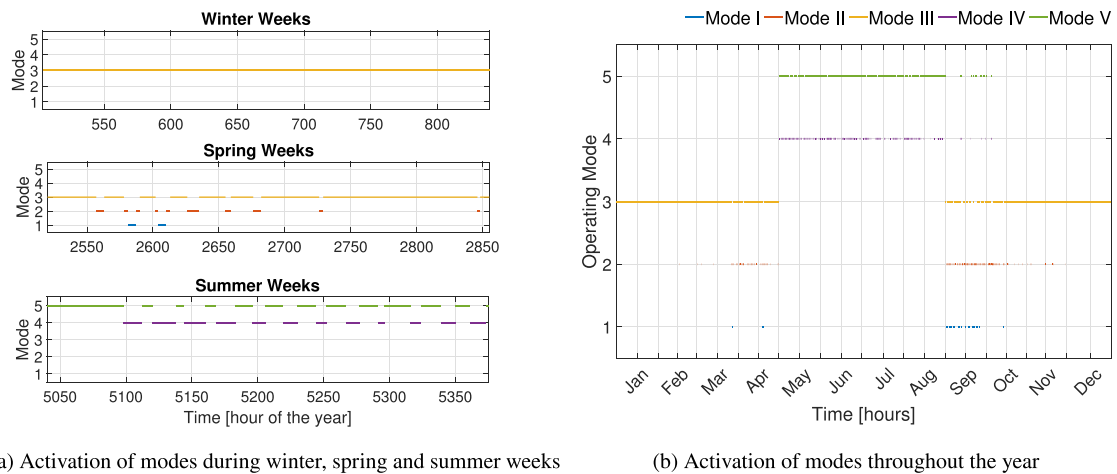 Winter Weeks
5
4
3
2
1
Mode
550 600 650 700 750 800
Spring Weeks
5
4
3
2
1
Mode
2550 2600 2650 2700 2750 2800 2850
Summer Weeks
5
4
3
2
1
Mode
5050 5100 5150 5200 5250 5300 5350
Time [hour of the year]
a) Activation of modes during winter, spring and summer weeks
Mode I Mode II Mode III Mode IV Mode V
5
4
3
2
1
Operating Mode
Jan Feb Mar Apr May Jun Jul Aug Sep Oct Nov Dec
Time [hours]
(b) Activation of modes throughout the year